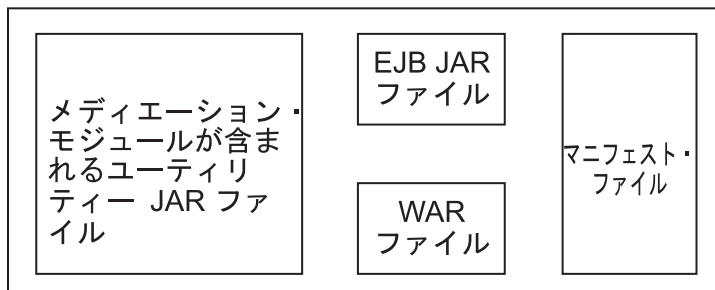 メディエーション・
モジュールが含ま
れるユーティリ
ティー JAR ファ
イル
EJB JAR
ファイル
WAR
ファイル
マニフェスト・
ファイル